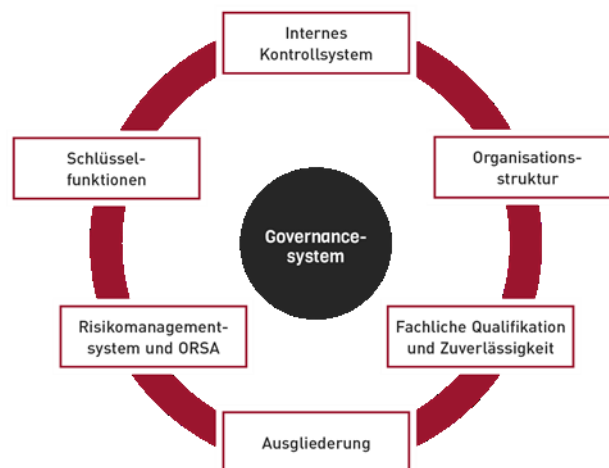 Internes
Kontrollsystem
Schlüssel-
funktionen
Organisations-
struktur
Governance-
system
Risikomanagement-
system und ORSA
Fachliche Qualifikation
und Zuverlässigkeit
Ausgliederung